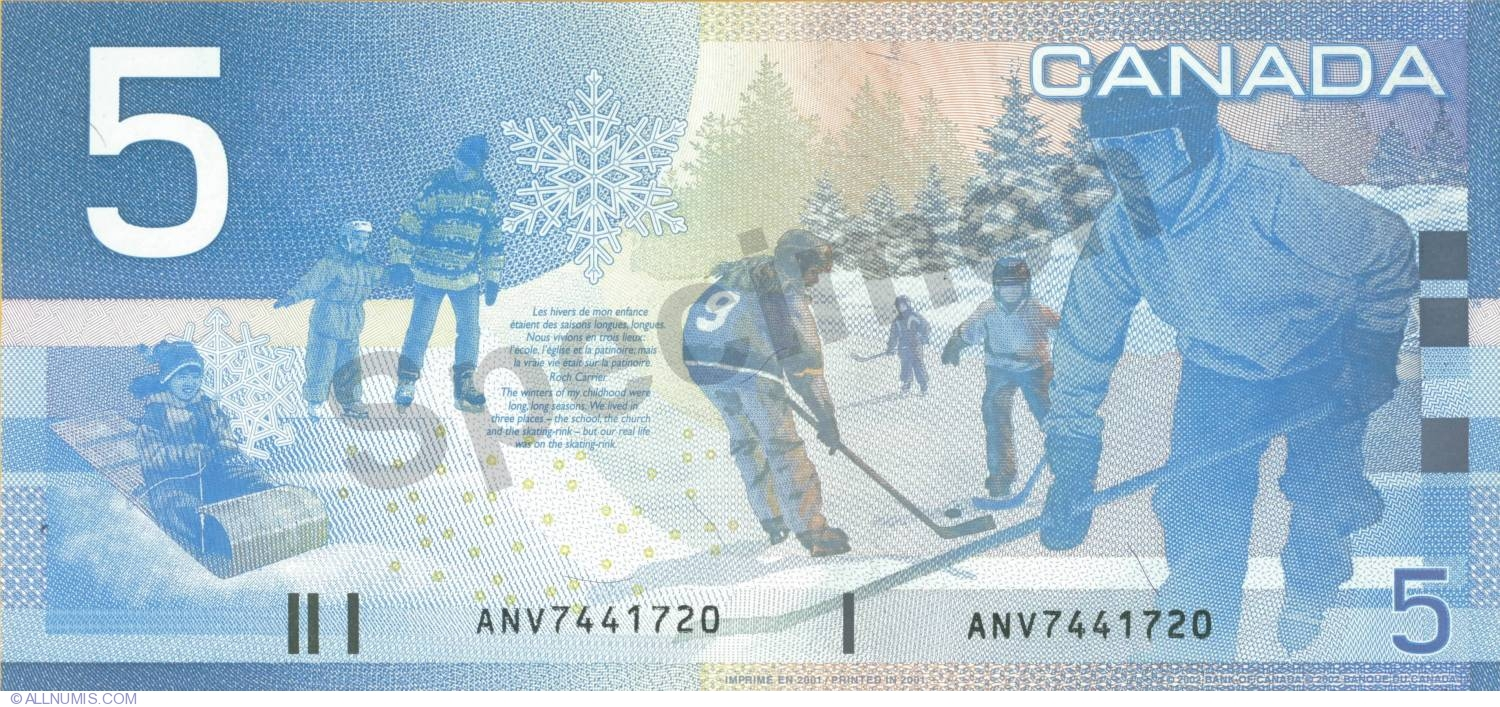 5
CANADA
Specimen
9
Les hivers de mon enfance
étaient des saisons longues, longues.
Nous vivions en trois lieux:
l'école, l'église et la patinoire; mais
la vraie vie était sur la patinoire.
Roch Carrier
The winters of my childhood were
long, long seasons. We lived in
three places – the school, the church
and the skating-rink – but our real life
was on the skating-rink.
ANV7441720
ANV7441720
5
IMPRIMÉ EN 2001 / PRINTED IN 2001
© 2002 BANK OF CANADA © 2002 BANQUE DU CANADA
© ALLNUMIS.COM